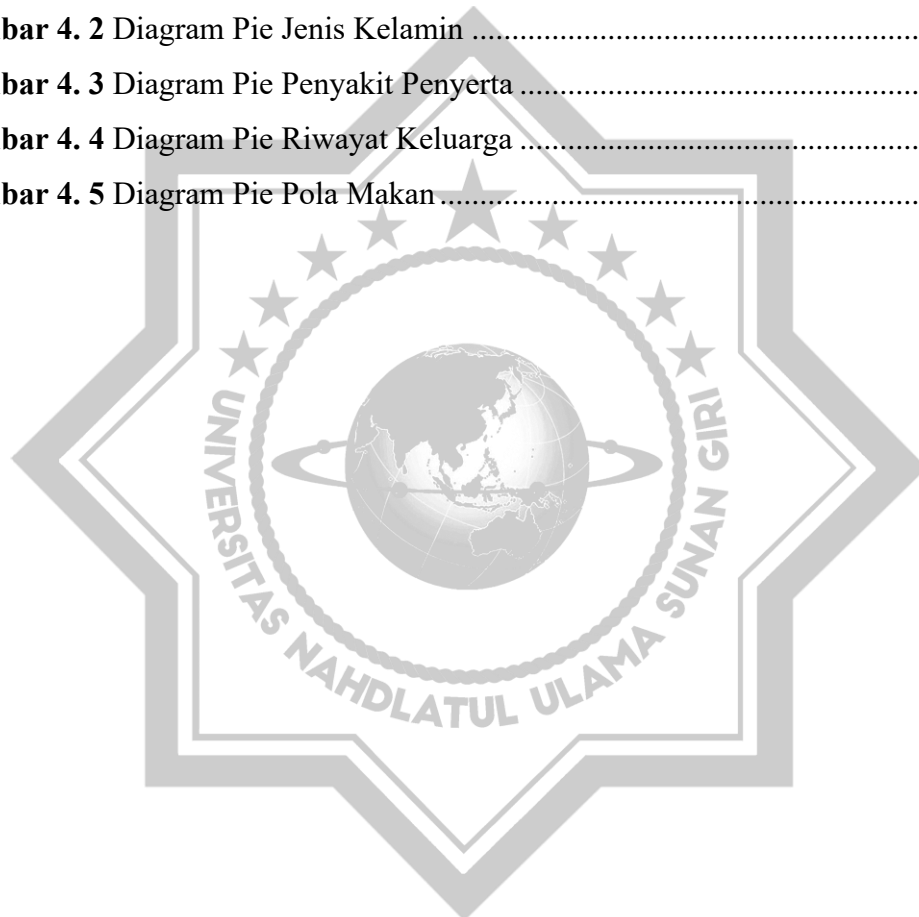 bar 4. 2 Diagram Pie Jenis Kelamin ..........................................................
bar 4. 3 Diagram Pie Penyakit Penyerta ....................................................
bar 4. 4 Diagram Pie Riwayat Keluarga ....................................................
bar 4. 5 Diagram Pie Pola Makan ..............................................................
UNIVERSITAS NAHDLATUL ULAMA SUNAN GIRI